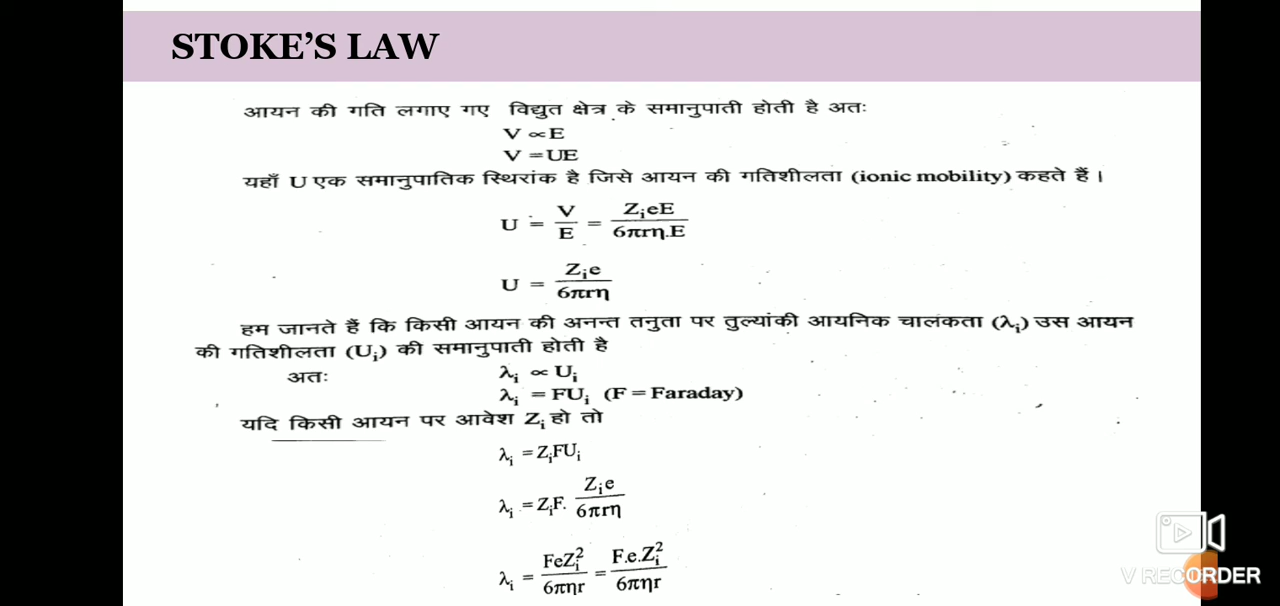 STOKE'S LAW
आयन की गति लगाए गए विद्युत क्षेत्र के समानुपाती होती है अतः
V ∝E
V =UE
यहाँ U एक समानुपातिक स्थिरांक है जिसे आयन की गतिशीलता (ionic mobility) कहते हैं।
U = V/E = Zᵢ​eE/6πrη.E
U = Zᵢe/6πrη
हम जानते हैं कि किसी आयन की अनन्त तनुता पर तुल्यांकी आयनिक चालकता (λᵢ) उस आयन
की गतिशीलता (Uᵢ) की समानुपाती होती है
अतः λᵢ ∝ Uᵢ
λᵢ = FUᵢ (F = Faraday)
यदि किसी आयन पर आवेश Zᵢ हो तो
λᵢ = ZᵢFUᵢ
λᵢ = ZᵢF. Zᵢe/6πrη
λᵢ = FeZᵢ²/6πηr = F.e.Zᵢ²/6πηr
V RECORDER